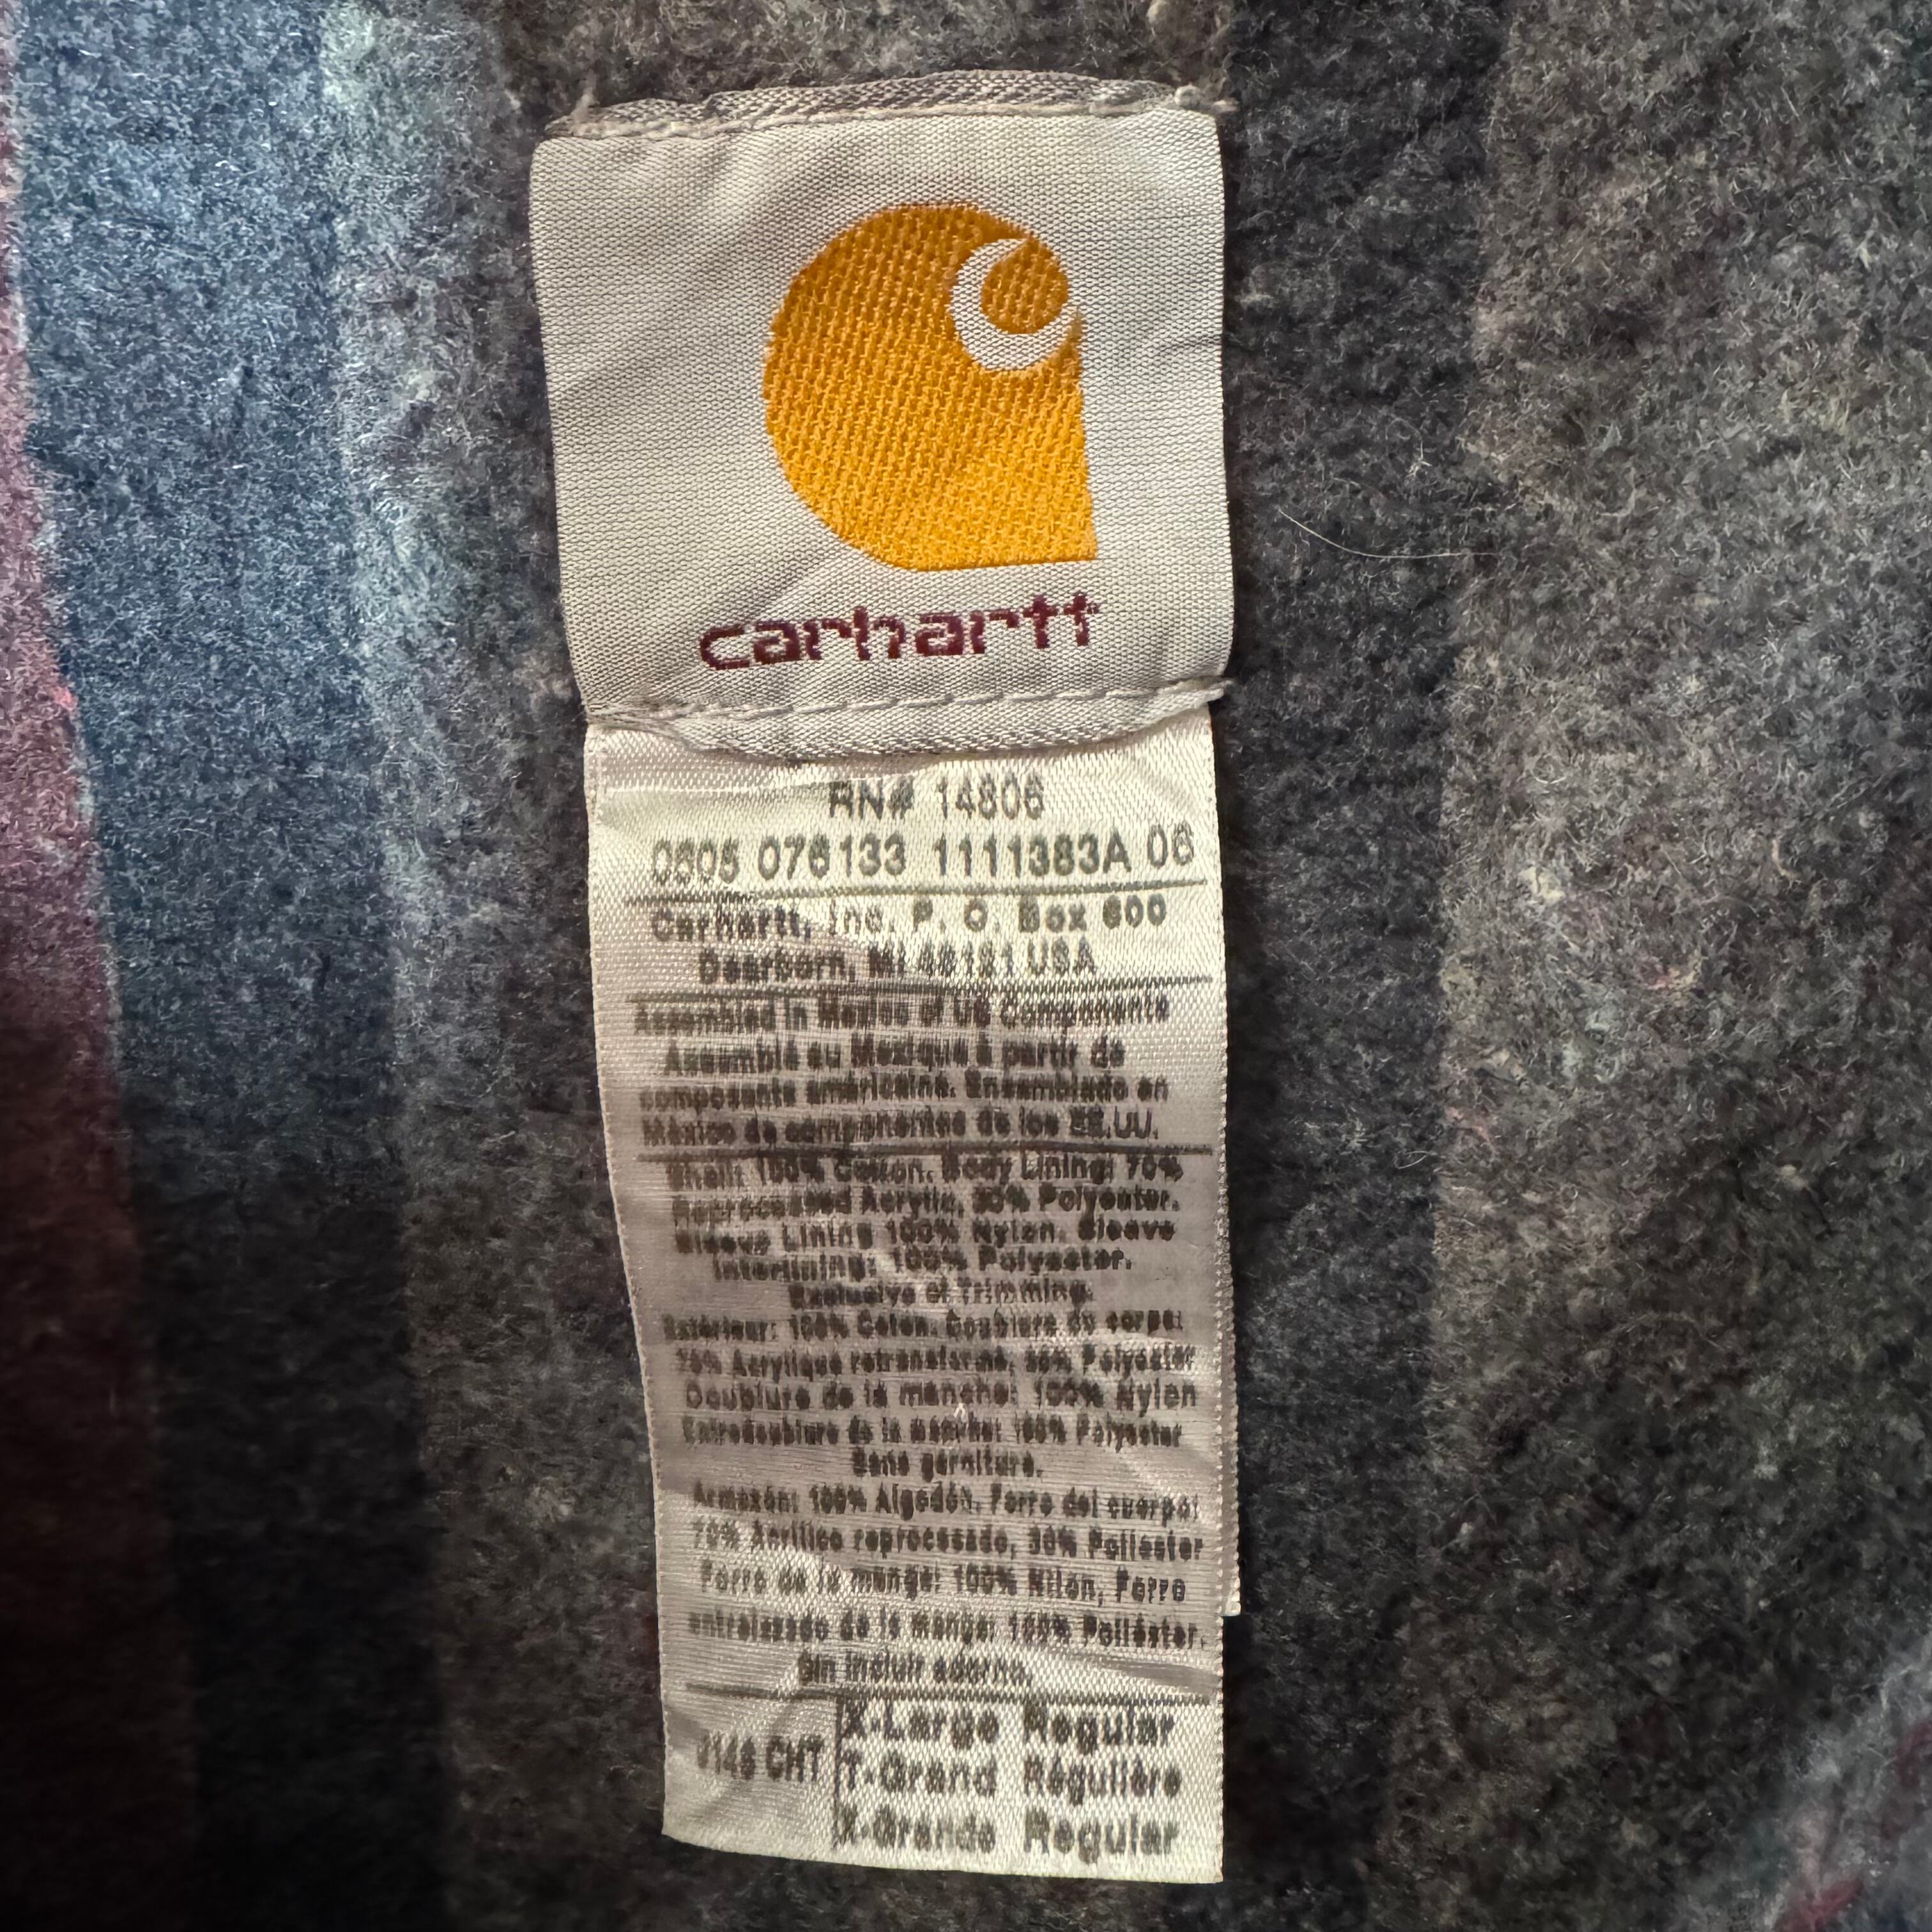 carhartt
RN# 14806
0605 076133 1111383A 06
Carhartt, Inc. P. O. Box 600
Dearborn, MI 48121 USA
Assembled in Mexico of US Components
Assemblé au Mexique à partir de
composants américains. Ensamblado en
México de componentes de los EE.UU.
Shell: 100% Cotton. Body Lining: 70%
Reprocessed Acrylic, 30% Polyester.
Sleeve Lining 100% Nylon. Sleeve
Interlining: 100% Polyester.
Exclusive of Trimming.
Extérieur: 100% Coton. Doublure du corps:
70% Acrylique retransformé, 30% Polyester
Doublure de la manche: 100% Nylon
Entredoublure de la manche: 100% Polyester
Sans garniture.
Armazón: 100% Algodón. Forro del cuerpo:
70% Acrílico reprocesado, 30% Poliéster
Forro de la manga: 100% Nilon, Forro
entrelazado de la manga: 100% Poliéster.
Sin incluir adorno.
J149 CHT
X-Large Regular
T-Grand Régulière
X-Grande Regular